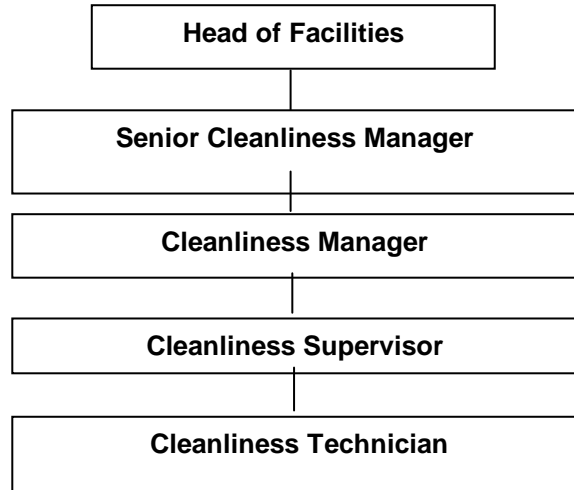 Head of Facilities
Senior Cleanliness Manager
Cleanliness Manager
Cleanliness Supervisor
Cleanliness Technician